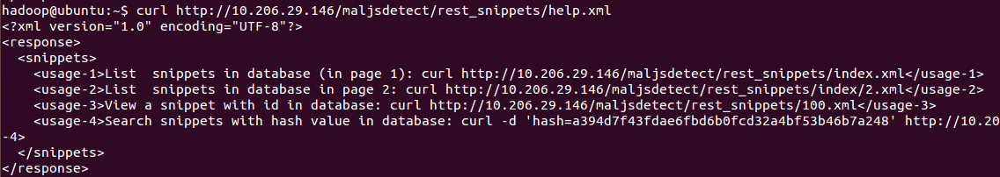 hadoop@ubuntu:~$ curl http://10.206.29.146/maljsdetect/rest_snippets/help.xml
<?xml version="1.0" encoding="UTF-8"?>
<response>
  <snippets>
    <usage-1>List  snippets in database (in page 1): curl http://10.206.29.146/maljsdetect/rest_snippets/index.xml</usage-1>
    <usage-2>List  snippets in database in page 2: curl http://10.206.29.146/maljsdetect/rest_snippets/index/2.xml</usage-2>
    <usage-3>View a snippet with id in database: curl http://10.206.29.146/maljsdetect/rest_snippets/100.xml</usage-3>
    <usage-4>Search snippets with hash value in database: curl -d 'hash=a394d7f43fdae6fbd6b0fcd32a4bf53b46b7a248' http://10.20
-4>
  </snippets>
</response>